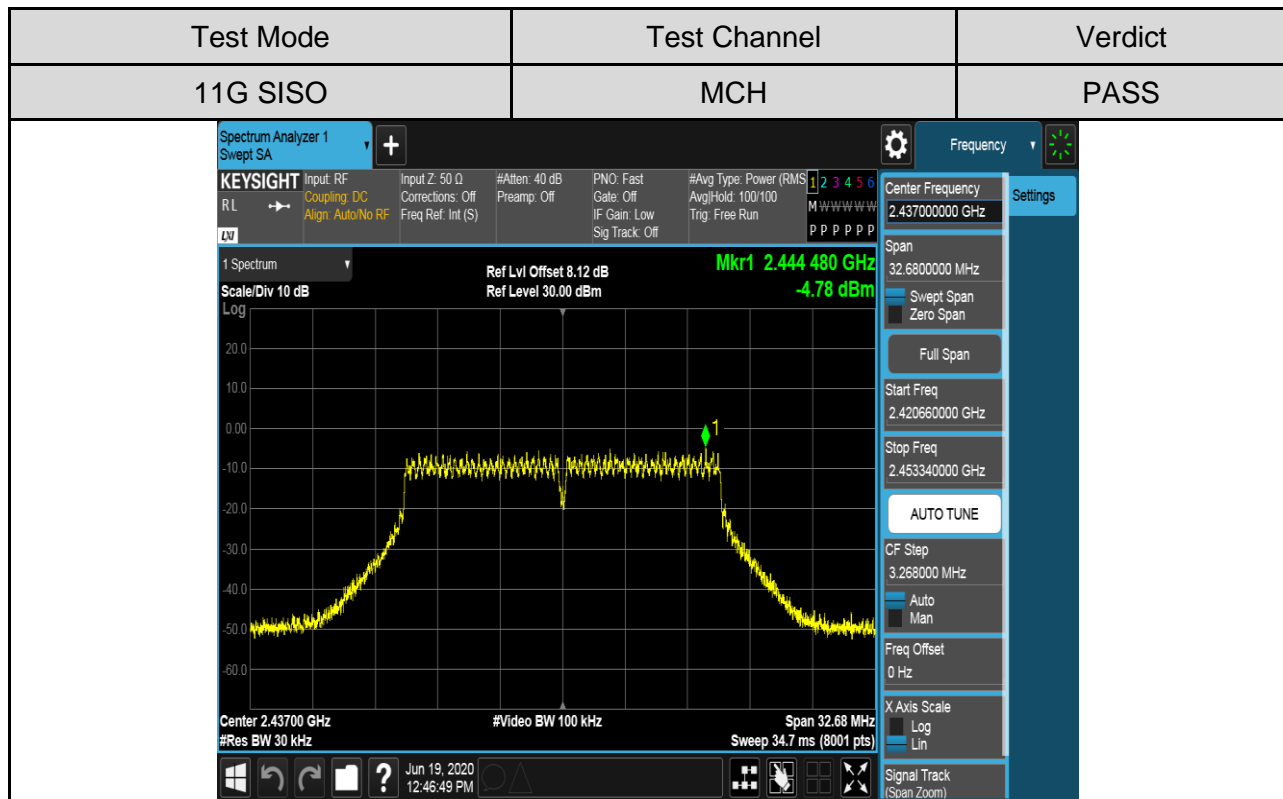 Test Mode Test Channel Verdict
11G SISO MCH PASS
Spectrum Analyzer 1
Swept SA
+
Frequency
KEYSIGHT Input: RF Input Z: 50 Ω #Atten: 40 dB PNO: Fast #Avg Type: Power (RMS 1 2 3 4 5 6
RL Coupling: DC Corrections: Off Preamp: Off Gate: Off Avg|Hold: 100/100 M W W W W W
Align: Auto/No RF Freq Ref: Int (S) IF Gain: Low Trig: Free Run
LXI Sig Track: Off P P P P P P
Center Frequency
2.437000000 GHz
Settings
1 Spectrum Ref Lvl Offset 8.12 dB Mkr1 2.444 480 GHz
Scale/Div 10 dB Ref Level 30.00 dBm -4.78 dBm
Log
20.0
10.0
0.00
1
-10.0
-20.0
-30.0
-40.0
-50.0
-60.0
Center 2.43700 GHz #Video BW 100 kHz Span 32.68 MHz
#Res BW 30 kHz Sweep 34.7 ms (8001 pts)
Span
32.6800000 MHz
Swept Span
Zero Span
Full Span
Start Freq
2.420660000 GHz
Stop Freq
2.453340000 GHz
AUTO TUNE
CF Step
3.268000 MHz
Auto
Man
Freq Offset
0 Hz
X Axis Scale
Log
Lin
Signal Track
(Span Zoom)
? Jun 19, 2020
12:46:49 PM